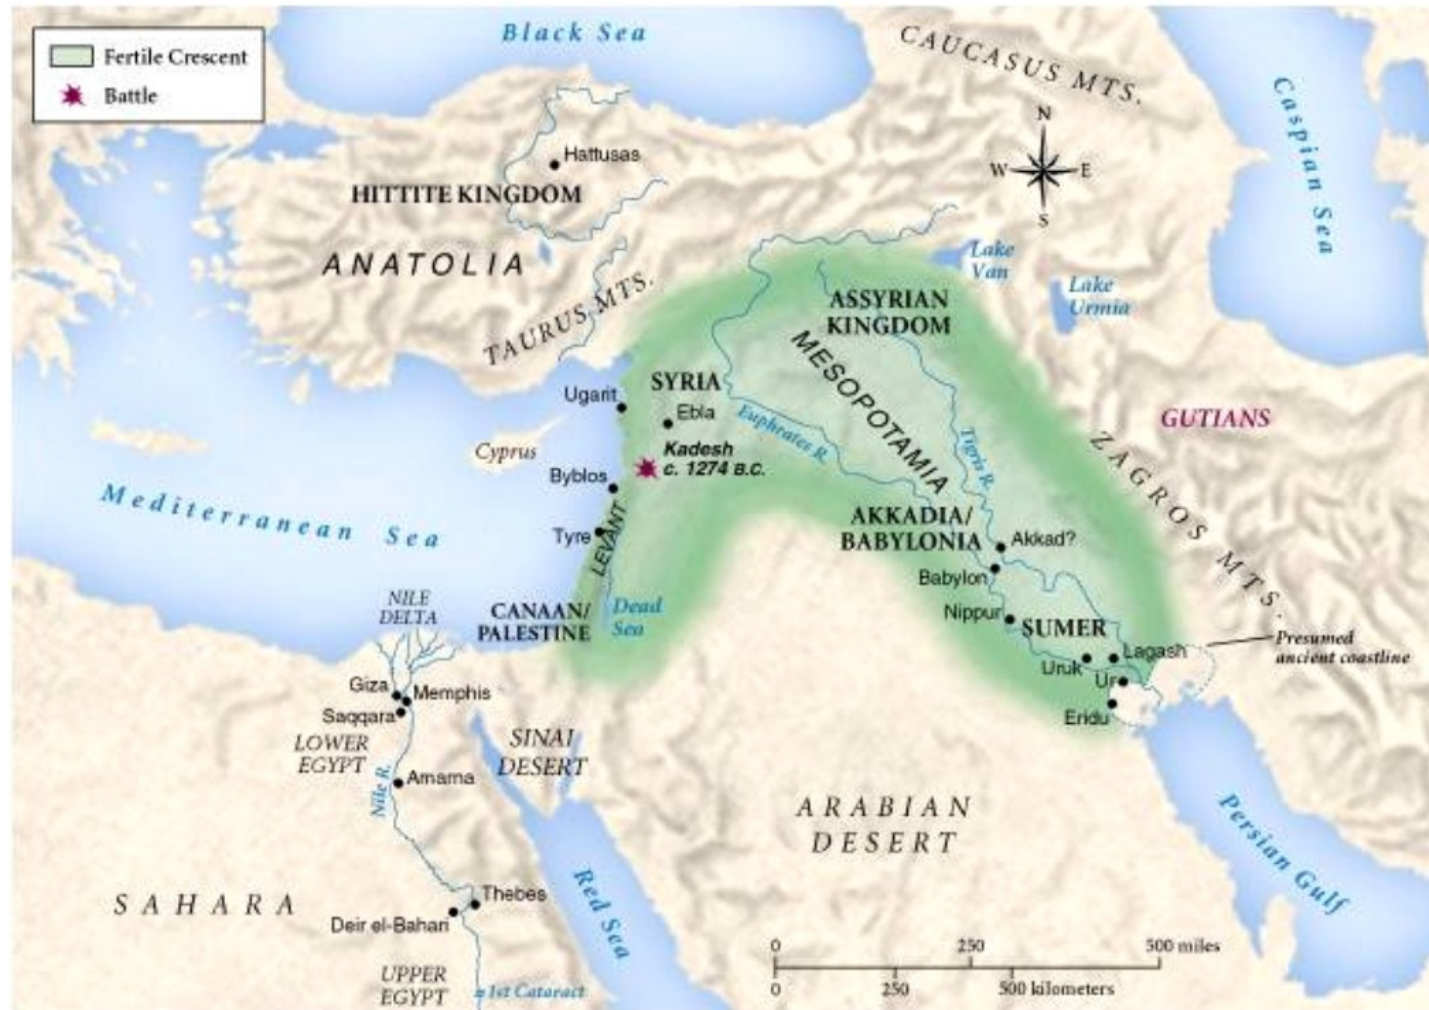 Fertile Crescent
Battle
Black Sea
CAUCASUS MTS.
Caspian Sea
N
W
E
S
Hattusas
HITTITE KINGDOM
ANATOLIA
TAURUS MTS.
Lake
Van
Lake
Urmia
ASSYRIAN
KINGDOM
MESOPOTAMIA
SYRIA
Ugarit
Ebla
Euphrates R.
Tigris R.
GUTIANS
ZAGROS MTS.
Cyprus
Kadesh
c. 1274 B.C.
Byblos
Mediterranean Sea
Tyre
LEVANT
AKKADIA/
BABYLONIA
Akkad?
Babylon
NILE
DELTA
CANAAN/
PALESTINE
Dead
Sea
Nippur
SUMER
Lagash
Uruk
Ur
Eridu
Presumed
ancient coastline
Giza
Memphis
Saqqara
LOWER
EGYPT
SINAI
DESERT
Amarna
Nile R.
ARABIAN
DESERT
Persian Gulf
SAHARA
Thebes
Deir el-Bahari
Red Sea
UPPER
EGYPT
1st Cataract
0 250 500 miles
0 250 500 kilometers